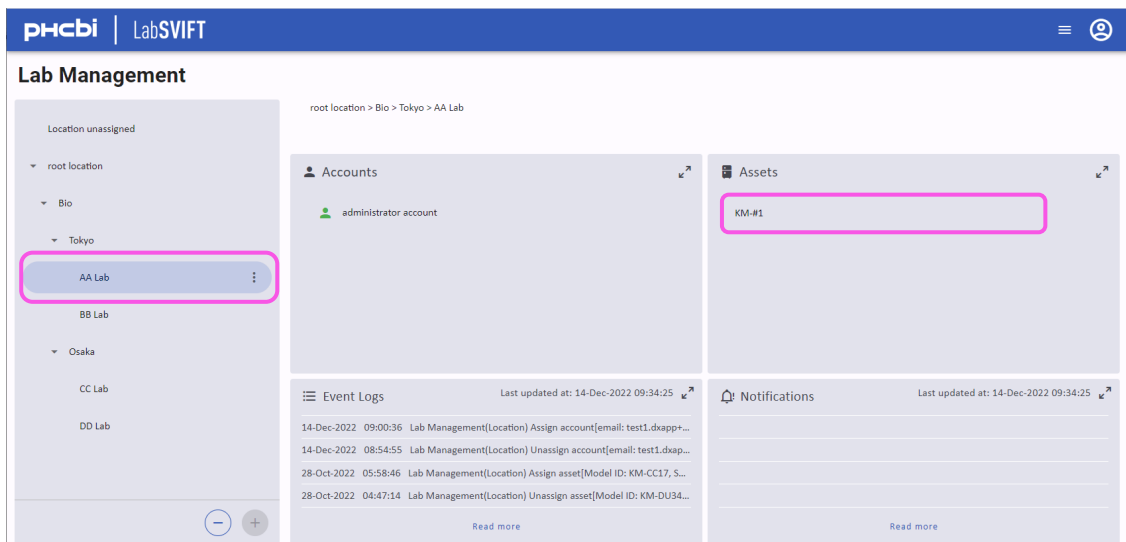 PHCbi | LabSVIFT
Lab Management
Location unassigned
root location
Bio
Tokyo
AA Lab
BB Lab
Osaka
CC Lab
DD Lab
root location > Bio > Tokyo > AA Lab
Accounts
administrator account
Assets
KM-#1
Event Logs
Last updated at: 14-Dec-2022 09:34:25
14-Dec-2022 09:00:36 Lab Management(Location) Assign account[email: test1.dxapp+...
14-Dec-2022 08:54:55 Lab Management(Location) Unassign account[email: test1.dxap...
28-Oct-2022 05:58:46 Lab Management(Location) Assign asset[Model ID: KM-CC17, S...
28-Oct-2022 04:47:14 Lab Management(Location) Unassign asset[Model ID: KM-DU34...
Read more
Notifications
Last updated at: 14-Dec-2022 09:34:25
Read more